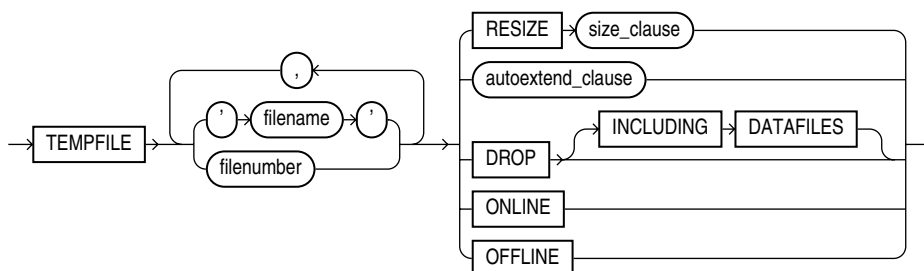 ,
' filename '
TEMPFILE
filenumber
RESIZE size_clause
autoextend_clause
INCLUDING DATAFILES
DROP
ONLINE
OFFLINE